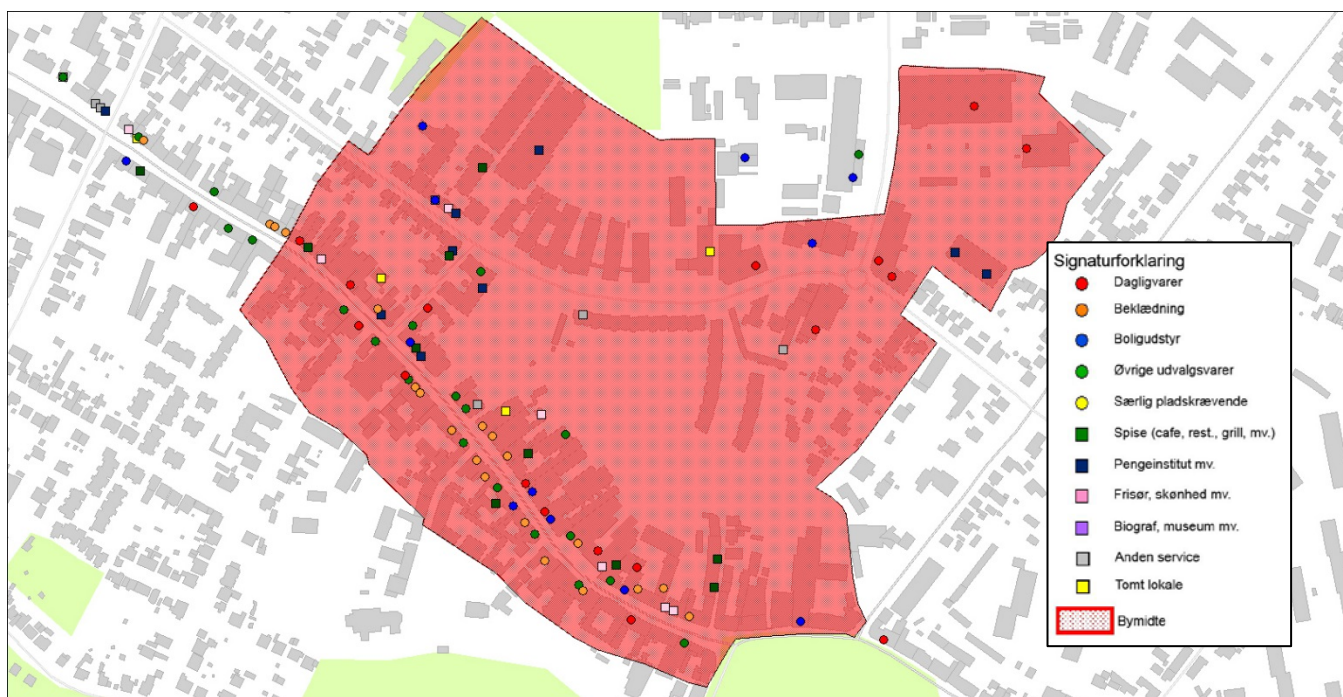 Signaturforklaring
Dagligvarer
Beklædning
Boligudstyr
Øvrige udvalgsvarer
Særlig pladskrævende
Spise (cafe, rest., grill, mv.)
Pengeinstitut mv.
Frisør, skønhed mv.
Biograf, museum mv.
Anden service
Tomt lokale
Bymidte